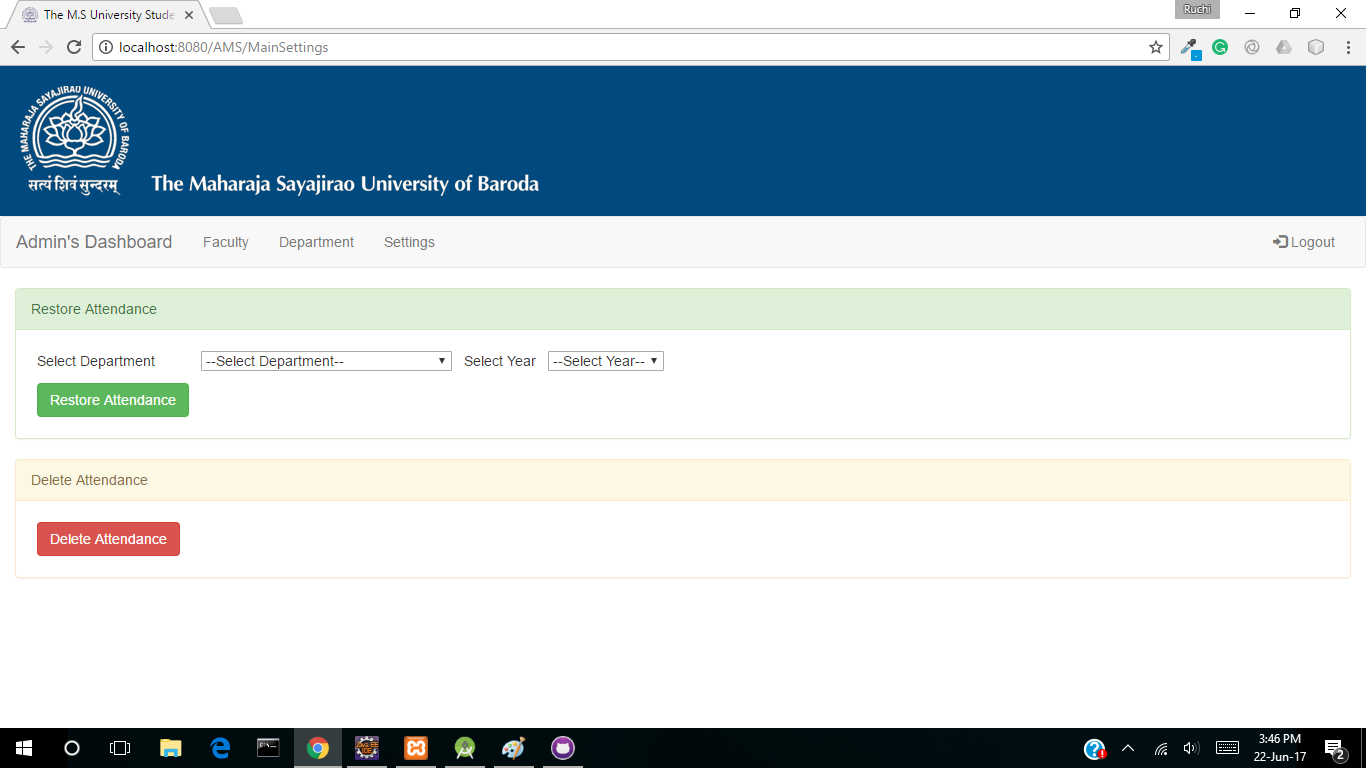 The M.S University Stude
Ruchi
localhost:8080/AMS/MainSettings
THE MAHARAJA SAYAJIRAO UNIVERSITY OF BARODA
सत्यं शिवं सुन्दरम्
The Maharaja Sayajirao University of Baroda
Admin's Dashboard Faculty Department Settings Logout
Restore Attendance
Select Department --Select Department-- Select Year --Select Year--
Restore Attendance
Delete Attendance
Delete Attendance
3:46 PM
22-Jun-17
2